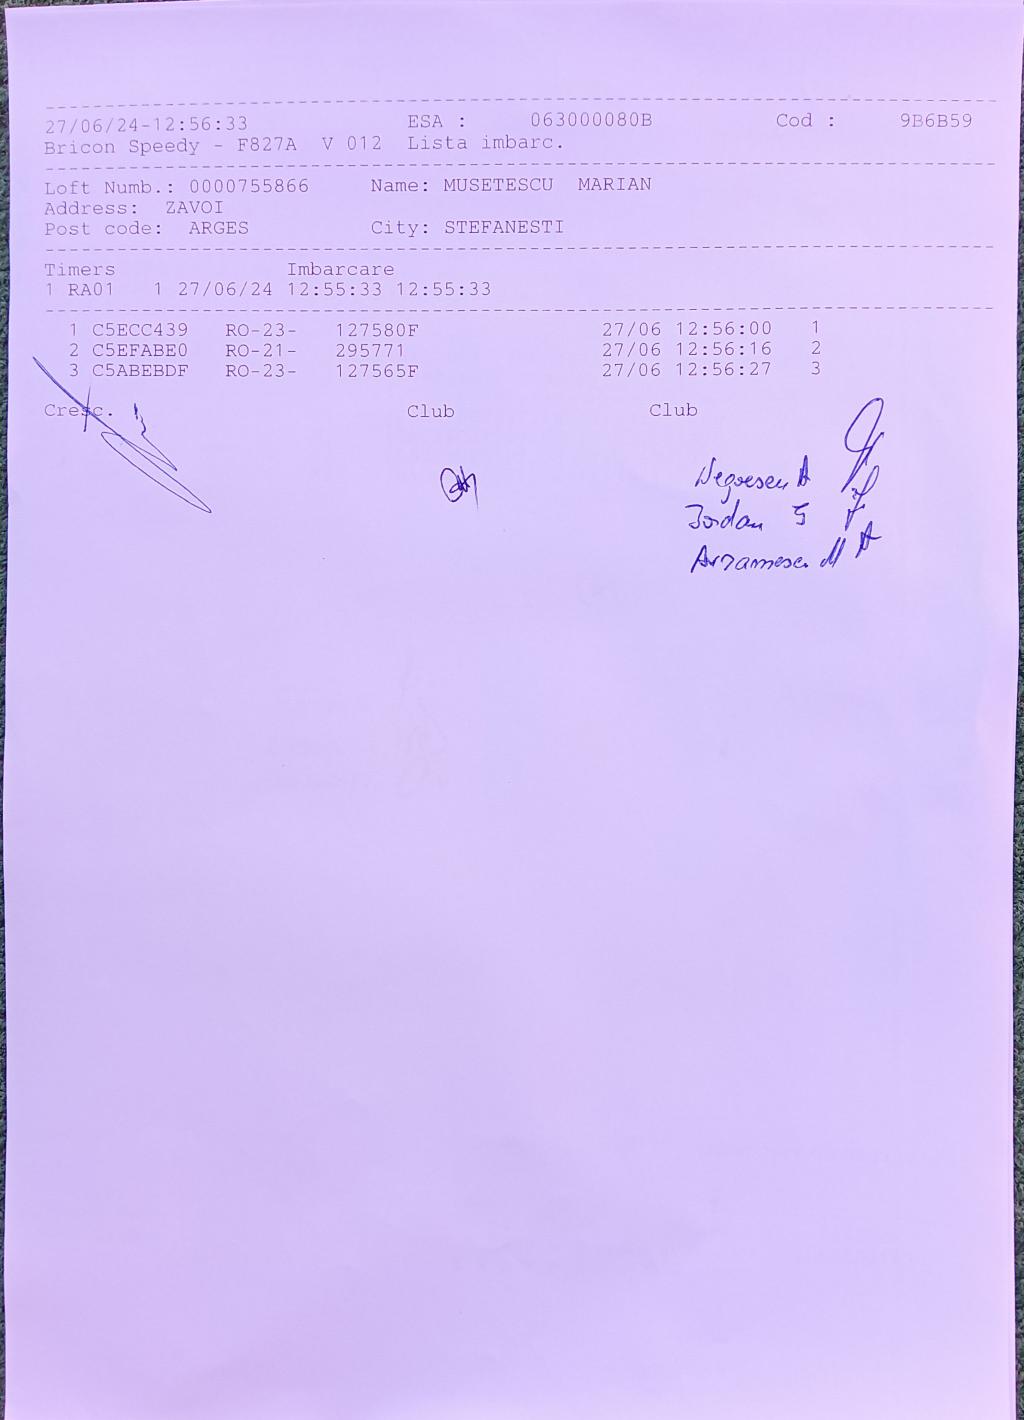 27/06/24-12:56:33 ESA : 063000080B Cod : 9B6B59
Bricon Speedy - F827A V 012 Lista imbarc.
Loft Numb.: 0000755866 Name: MUSETESCU MARIAN
Address: ZAVOI
Post code: ARGES City: STEFANESTI
Timers Imbarcare
1 RA01 1 27/06/24 12:55:33 12:55:33
1 C5ECC439 RO-23- 127580F 27/06 12:56:00 1
2 C5EFABE0 RO-21- 295771 27/06 12:56:16 2
3 C5ABEBDF RO-23- 127565F 27/06 12:56:27 3
Cresc. Club Club
Negoescu A
Iordan